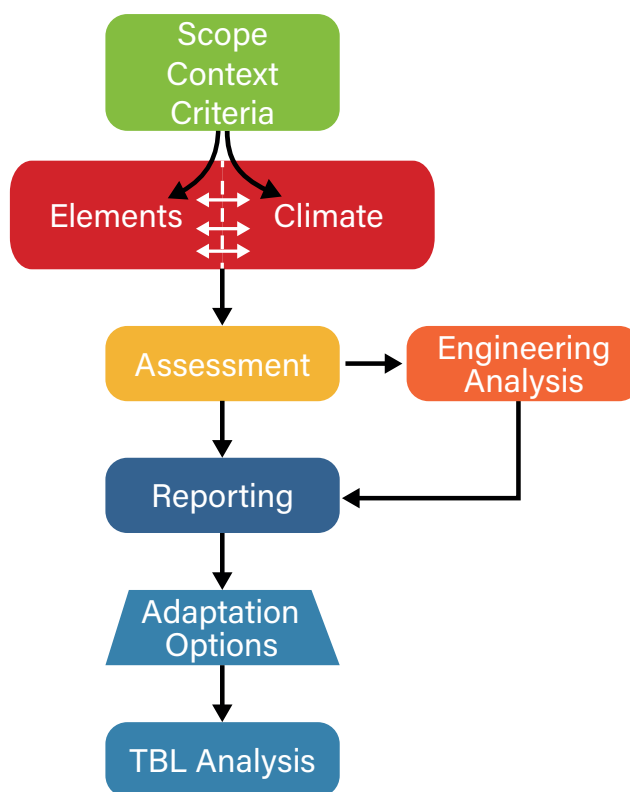 Scope
Context
Criteria
Elements
Climate
Assessment
Engineering
Analysis
Reporting
Adaptation
Options
TBL Analysis